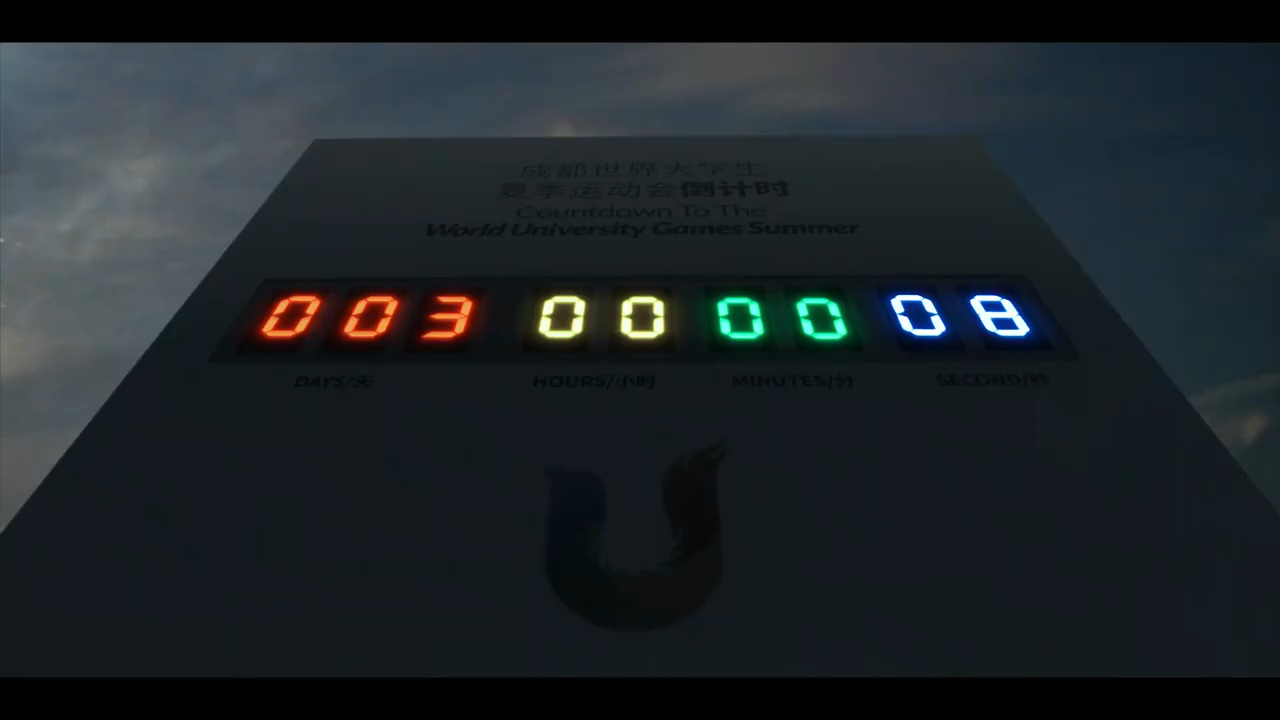 成都世界大学生
夏季运动会倒计时
Countdown To The
World University Games Summer
003 00 00 08
DAYS/天 HOURS/小时 MINUTES/分 SECOND/秒